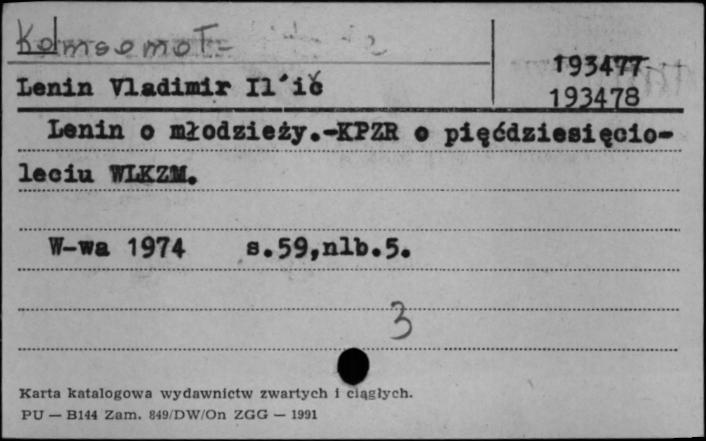 Komsomoł-
193477-
193478
Lenin Vladimir Il´ič
Lenin o młodzieży.-KPZR o pięćdziesięcio-
leciu WLKZM.
W-wa 1974 s.59,nlb.5.
3
Karta katalogowa wydawnictw zwartych i ciągłych.
PU — B144 Zam. 849/DW/On ZGG — 1991